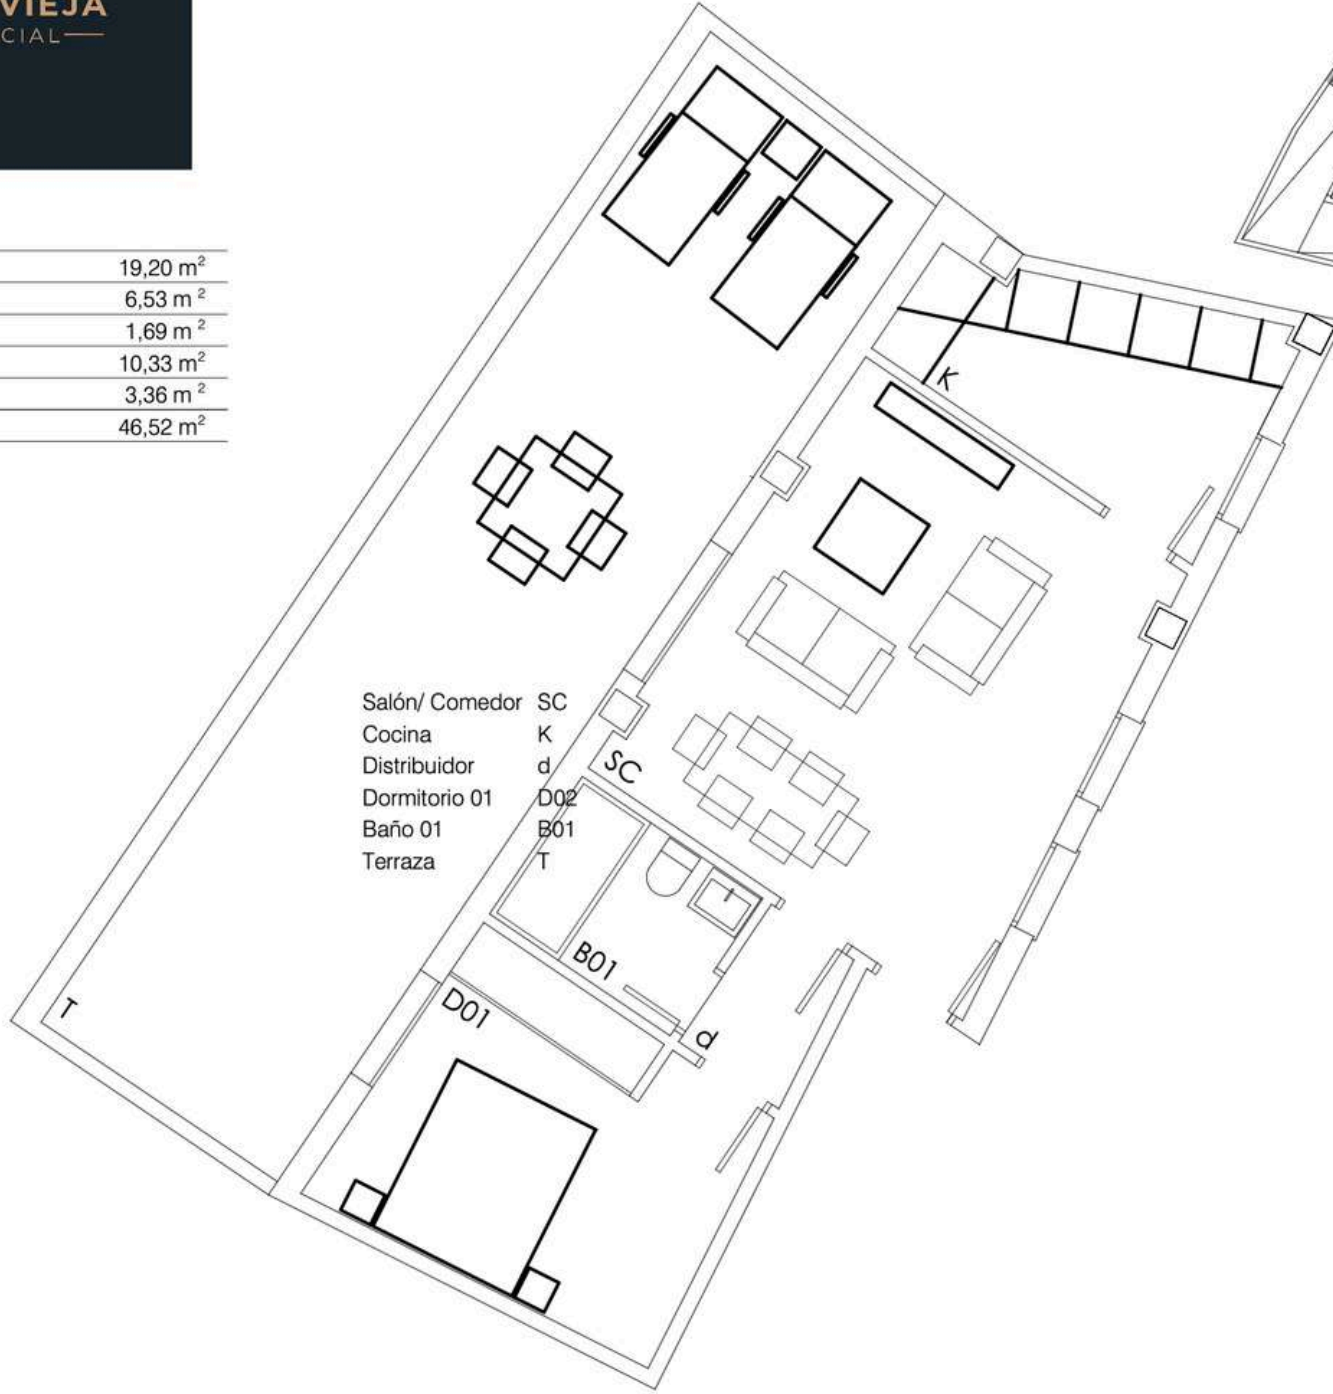 VIEJA
CIAL
19,20 m²
6,53 m²
1,69 m²
10,33 m²
3,36 m²
46,52 m²
K
Salón/ Comedor SC
Cocina K
Distribuidor d
Dormitorio 01 D02
Baño 01 B01
Terraza T
SC
B01
D01
d
T